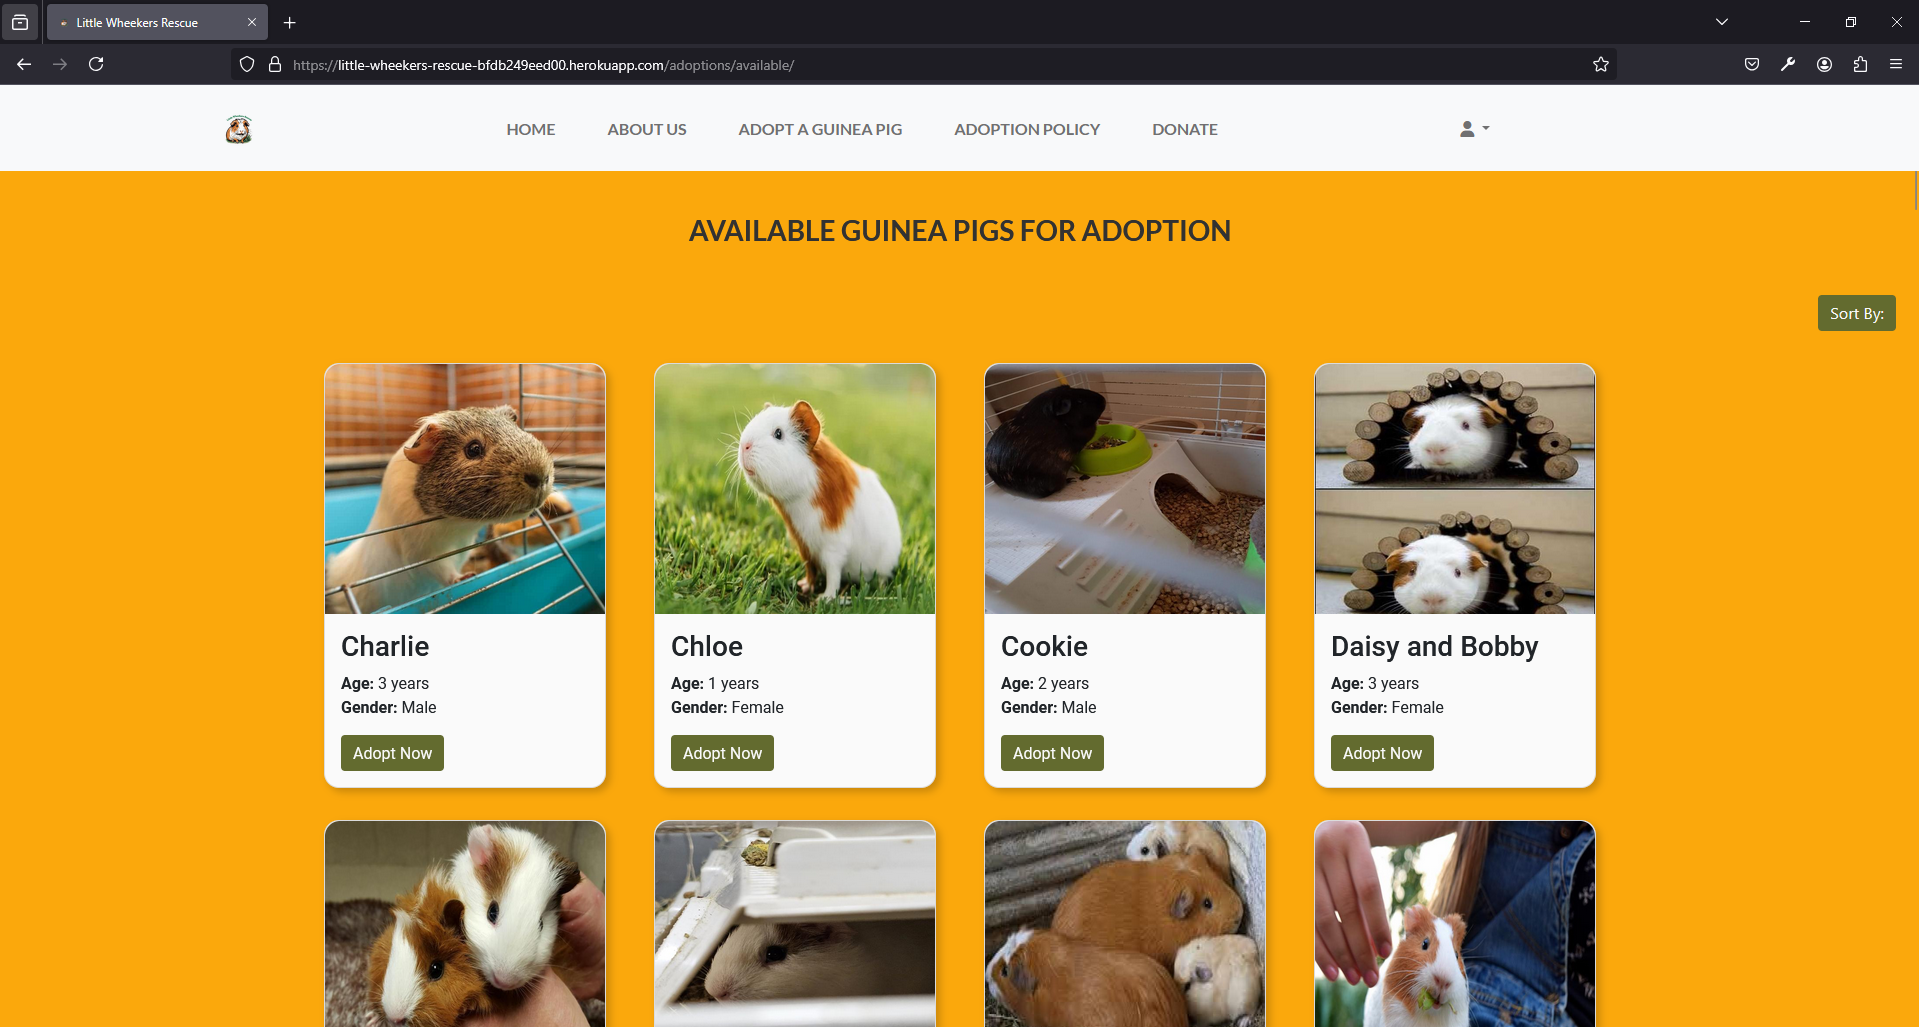 Little Wheekers Rescue
https://little-wheekers-rescue-bfdb249eed00.herokuapp.com/adoptions/available/
HOME
ABOUT US
ADOPT A GUINEA PIG
ADOPTION POLICY
DONATE
AVAILABLE GUINEA PIGS FOR ADOPTION
Sort By:
Charlie
Age: 3 years
Gender: Male
Adopt Now
Chloe
Age: 1 years
Gender: Female
Adopt Now
Cookie
Age: 2 years
Gender: Male
Adopt Now
Daisy and Bobby
Age: 3 years
Gender: Female
Adopt Now